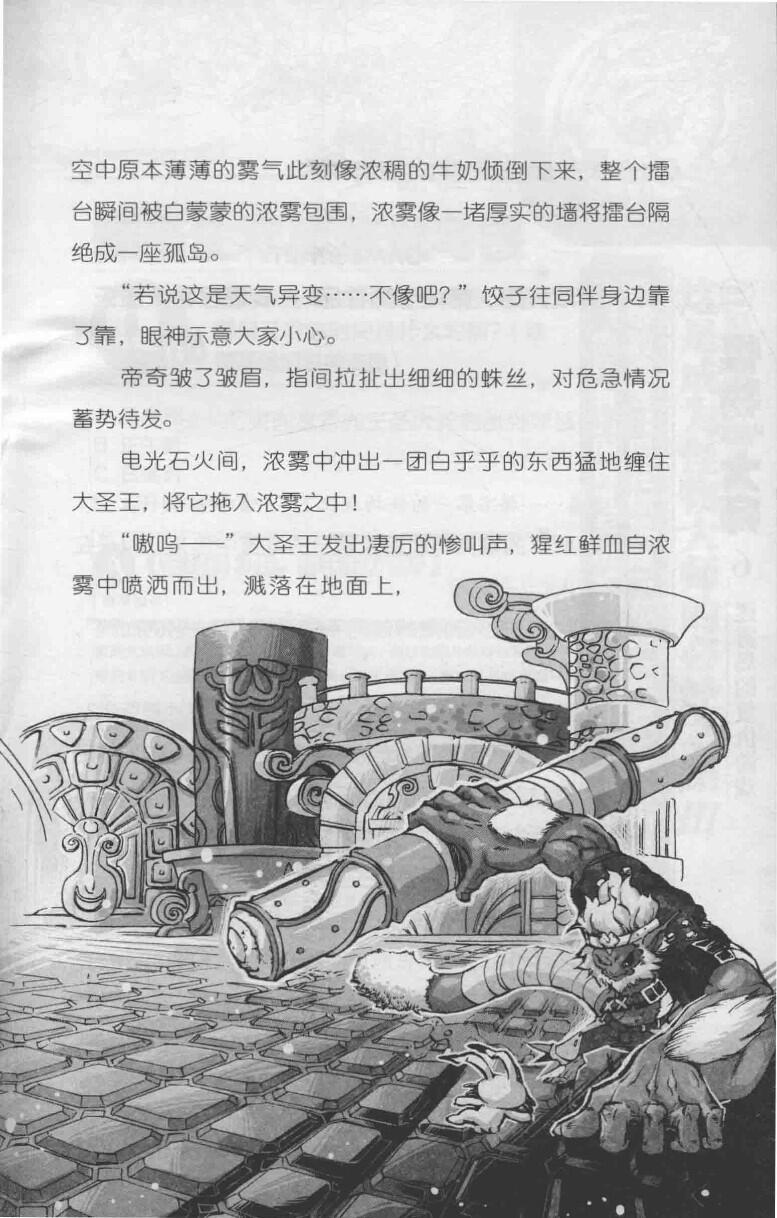 空中原本薄薄的雾气此刻像浓稠的牛奶倾倒下来，整个擂
台瞬间被白蒙蒙的浓雾包围，浓雾像一堵厚实的墙将擂台隔
绝成一座孤岛。
“若说这是天气异变……不像吧？”饺子往同伴身边靠
了靠，眼神示意大家小心。
帝奇皱了皱眉，指间拉扯出细细的蛛丝，对危急情况
蓄势待发。
电光石火间，浓雾中冲出一团白乎乎的东西猛地缠住
大圣王，将它拖入浓雾之中！
“嗷呜——”大圣王发出凄厉的惨叫声，猩红鲜血自浓
雾中喷洒而出，溅落在地面上，